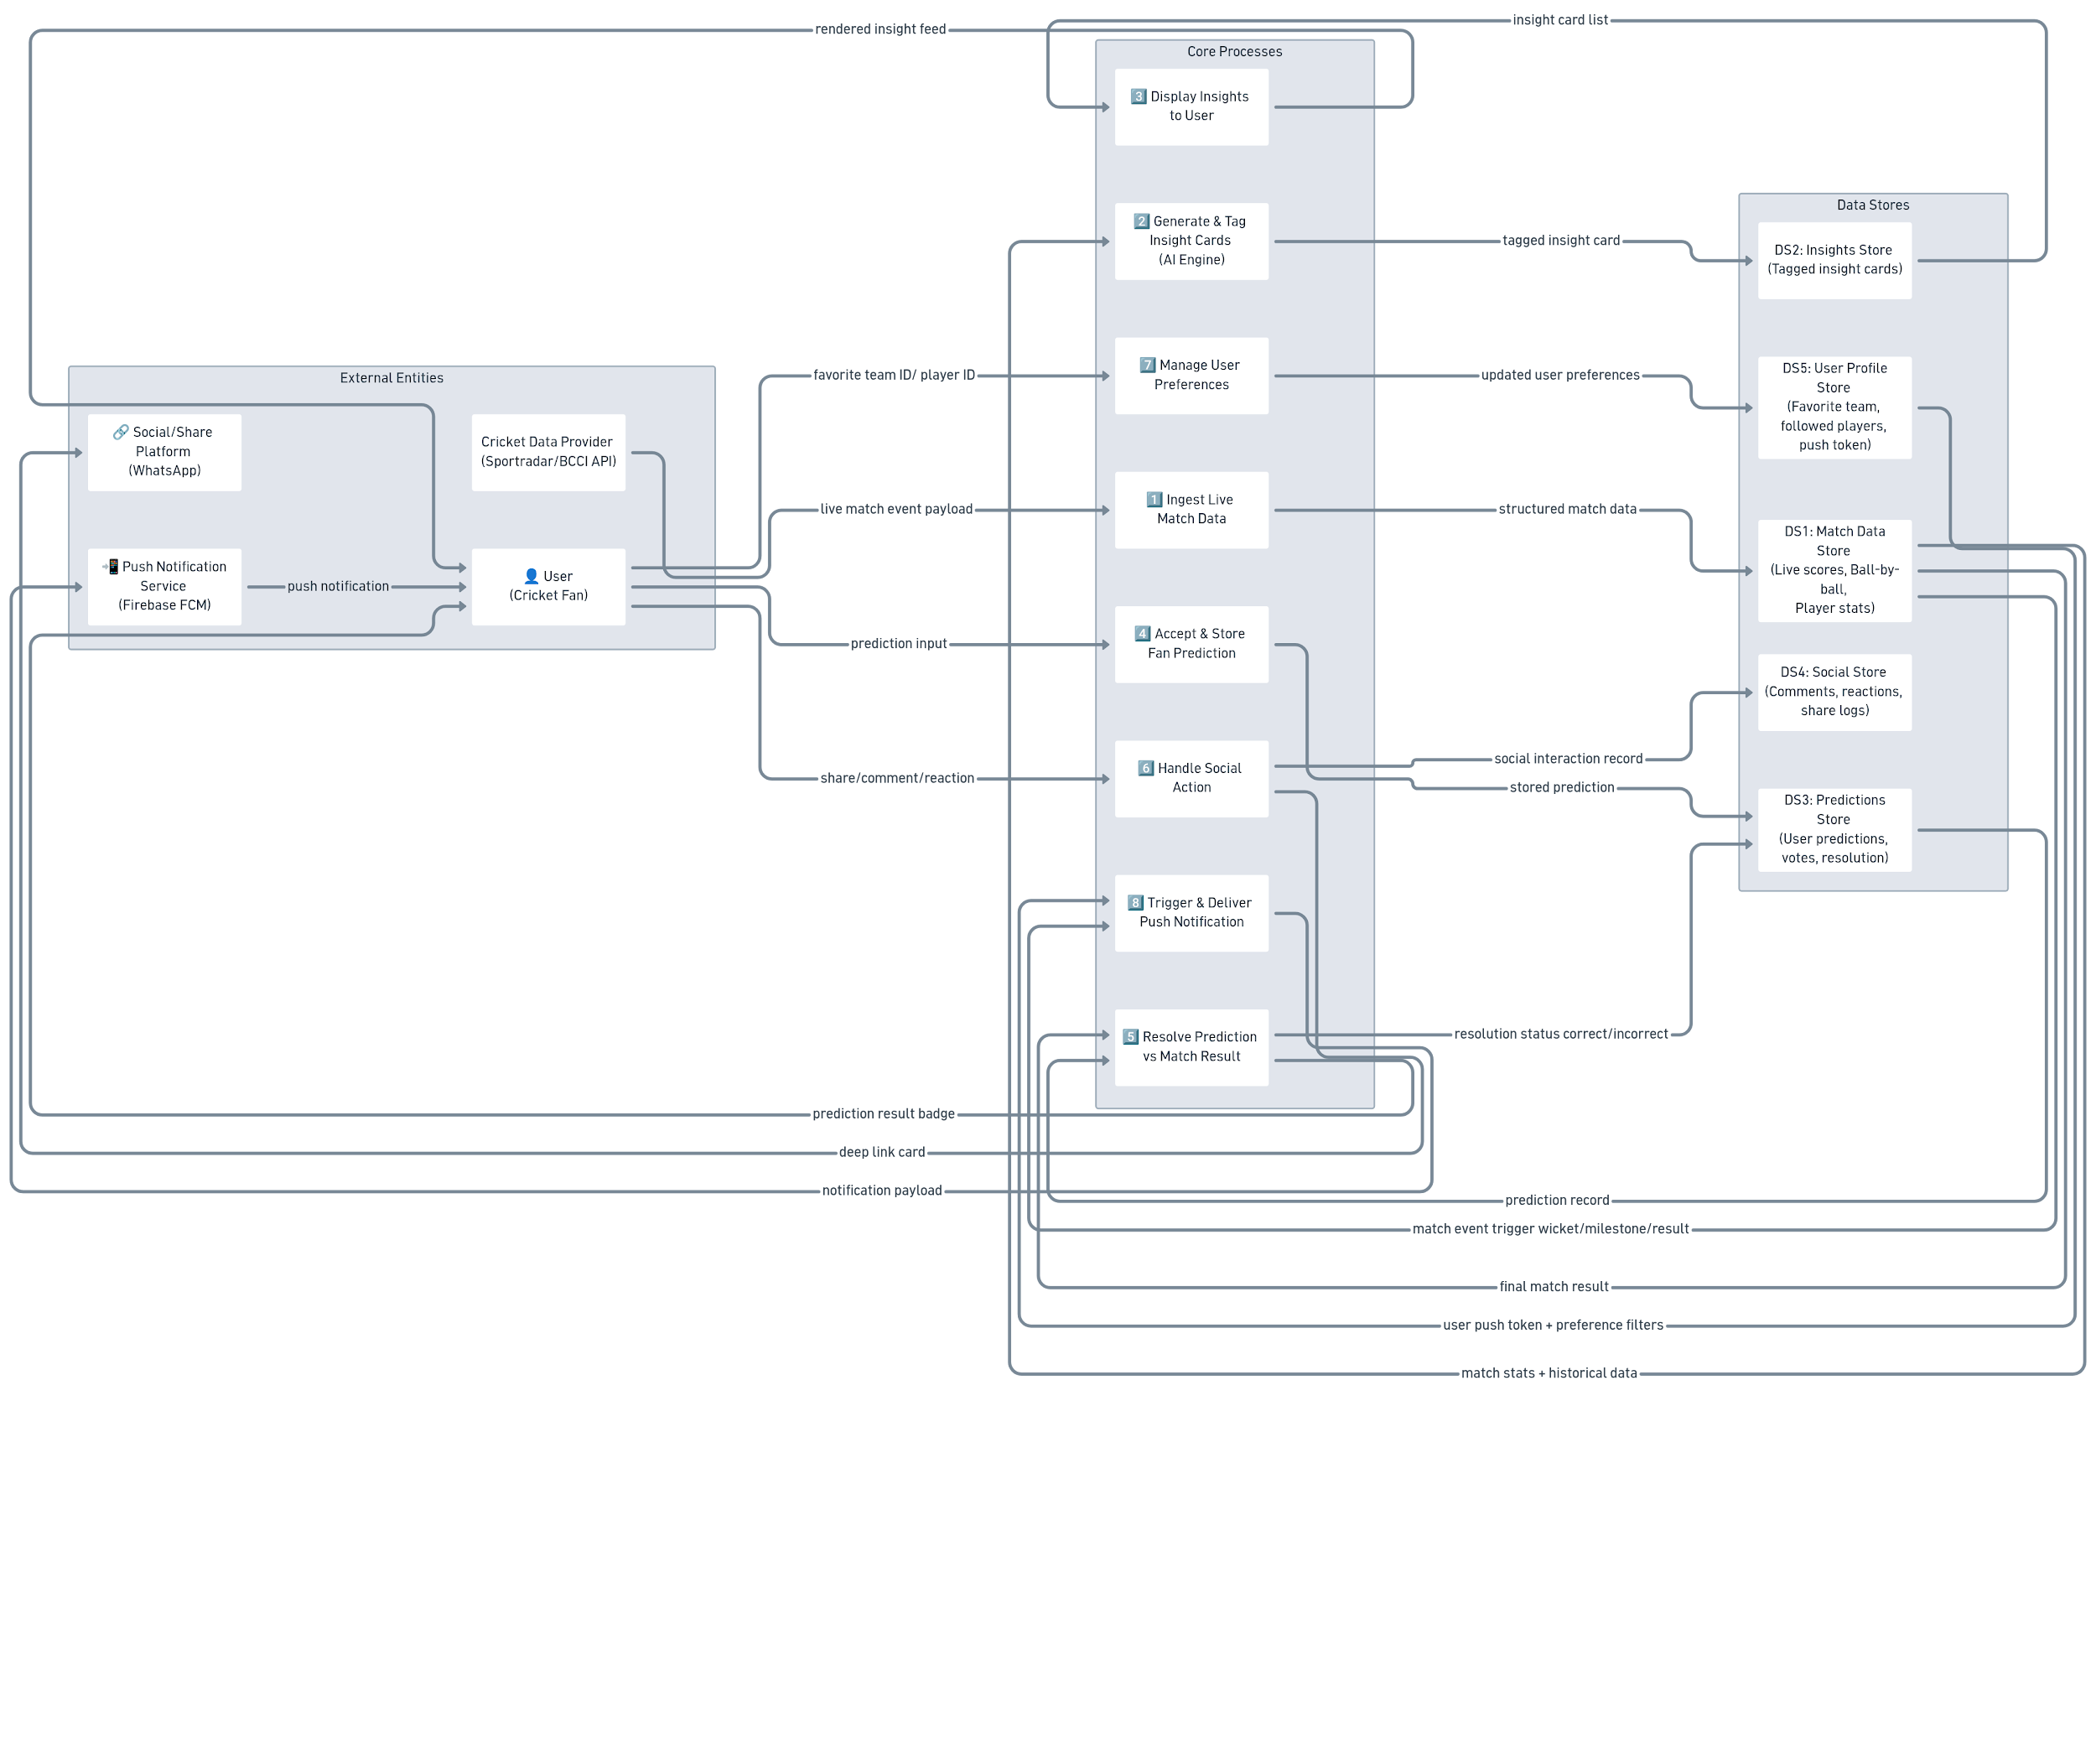 insight card list
rendered insight feed
Core Processes
3 Display Insights
to User
2 Generate & Tag
Insight Cards
(AI Engine)
tagged insight card
Data Stores
DS2: Insights Store
(Tagged insight cards)
External Entities
🔗 Social/Share
Platform
(WhatsApp)
Cricket Data Provider
(Sportradar/BCCI API)
📲 Push Notification
Service
(Firebase FCM)
push notification
👤 User
(Cricket Fan)
favorite team ID/ player ID
live match event payload
prediction input
share/comment/reaction
7 Manage User
Preferences
1 Ingest Live
Match Data
4 Accept & Store
Fan Prediction
6 Handle Social
Action
8 Trigger & Deliver
Push Notification
5 Resolve Prediction
vs Match Result
updated user preferences
structured match data
social interaction record
stored prediction
resolution status correct/incorrect
DS5: User Profile
Store
(Favorite team,
followed players,
push token)
DS1: Match Data
Store
(Live scores, Ball-by-
ball,
Player stats)
DS4: Social Store
(Comments, reactions,
share logs)
DS3: Predictions
Store
(User predictions,
votes, resolution)
prediction result badge
deep link card
notification payload
prediction record
match event trigger wicket/milestone/result
final match result
user push token + preference filters
match stats + historical data